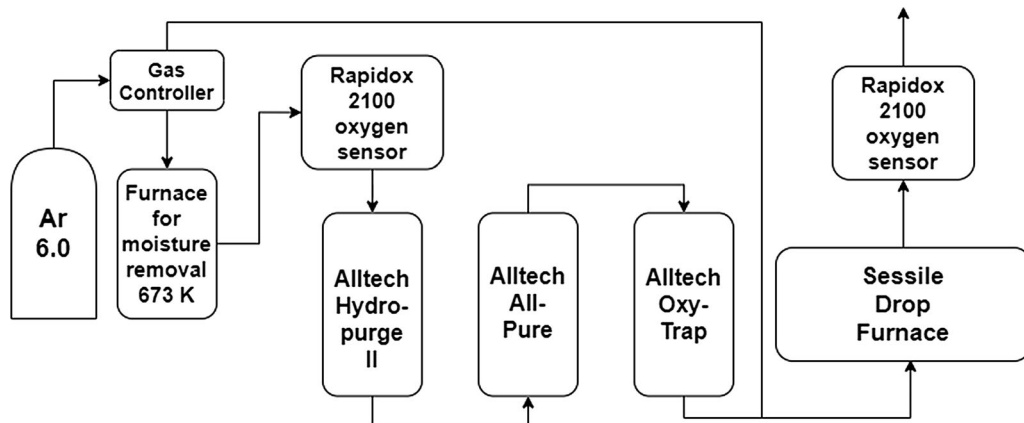 Gas
Controller
Rapidox
2100
oxygen
sensor
Rapidox
2100
oxygen
sensor
Ar
6.0
Furnace
for
moisture
removal
673 K
Alltech
Hydro-
purge
II
Alltech
All-
Pure
Alltech
Oxy-
Trap
Sessile
Drop
Furnace